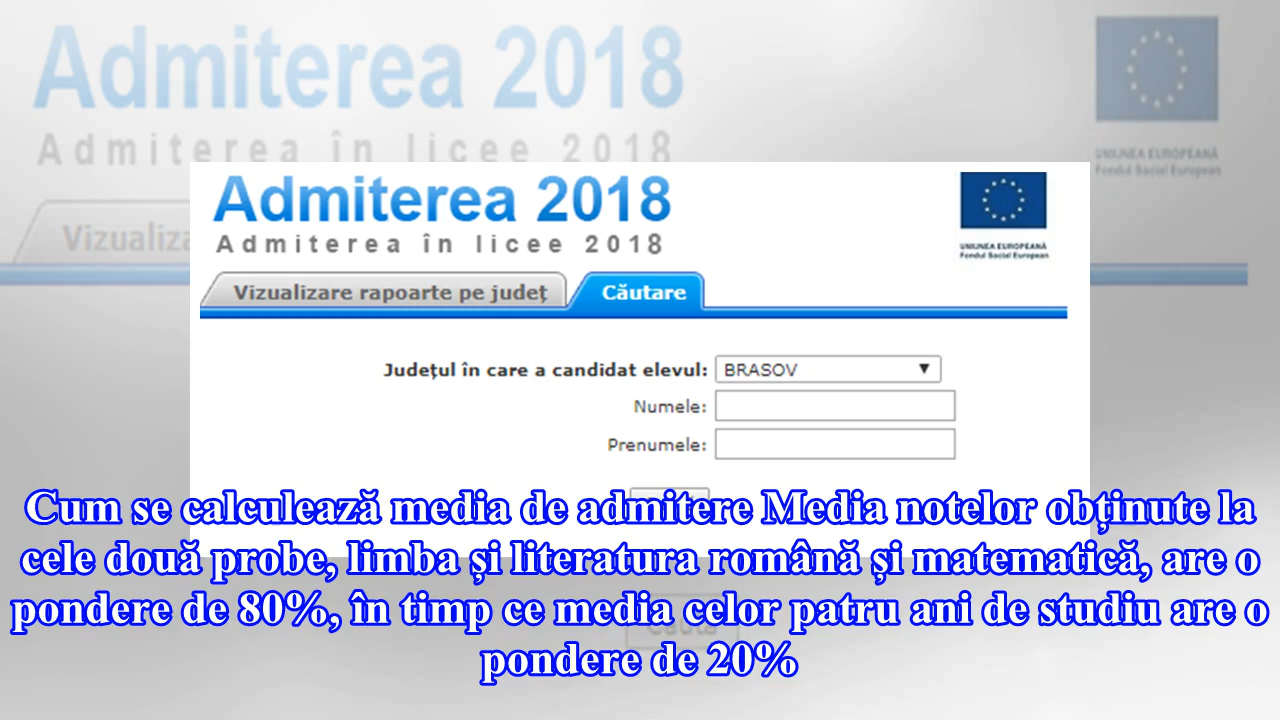 Admiterea 2018
Admiterea în licee 2018
UNIUNEA EUROPEANĂ
Fondul Social European
Vizualiza
Admiterea 2018
Admiterea în licee 2018
UNIUNEA EUROPEANĂ
Fondul Social European
Vizualizare rapoarte pe județ
Căutare
Județul în care a candidat elevul: BRASOV
Numele:
Prenumele:
Cum se calculează media de admitere Media notelor obținute la
cele două probe, limba și literatura română și matematică, are o
pondere de 80%, în timp ce media celor patru ani de studiu are o
pondere de 20%
Caută